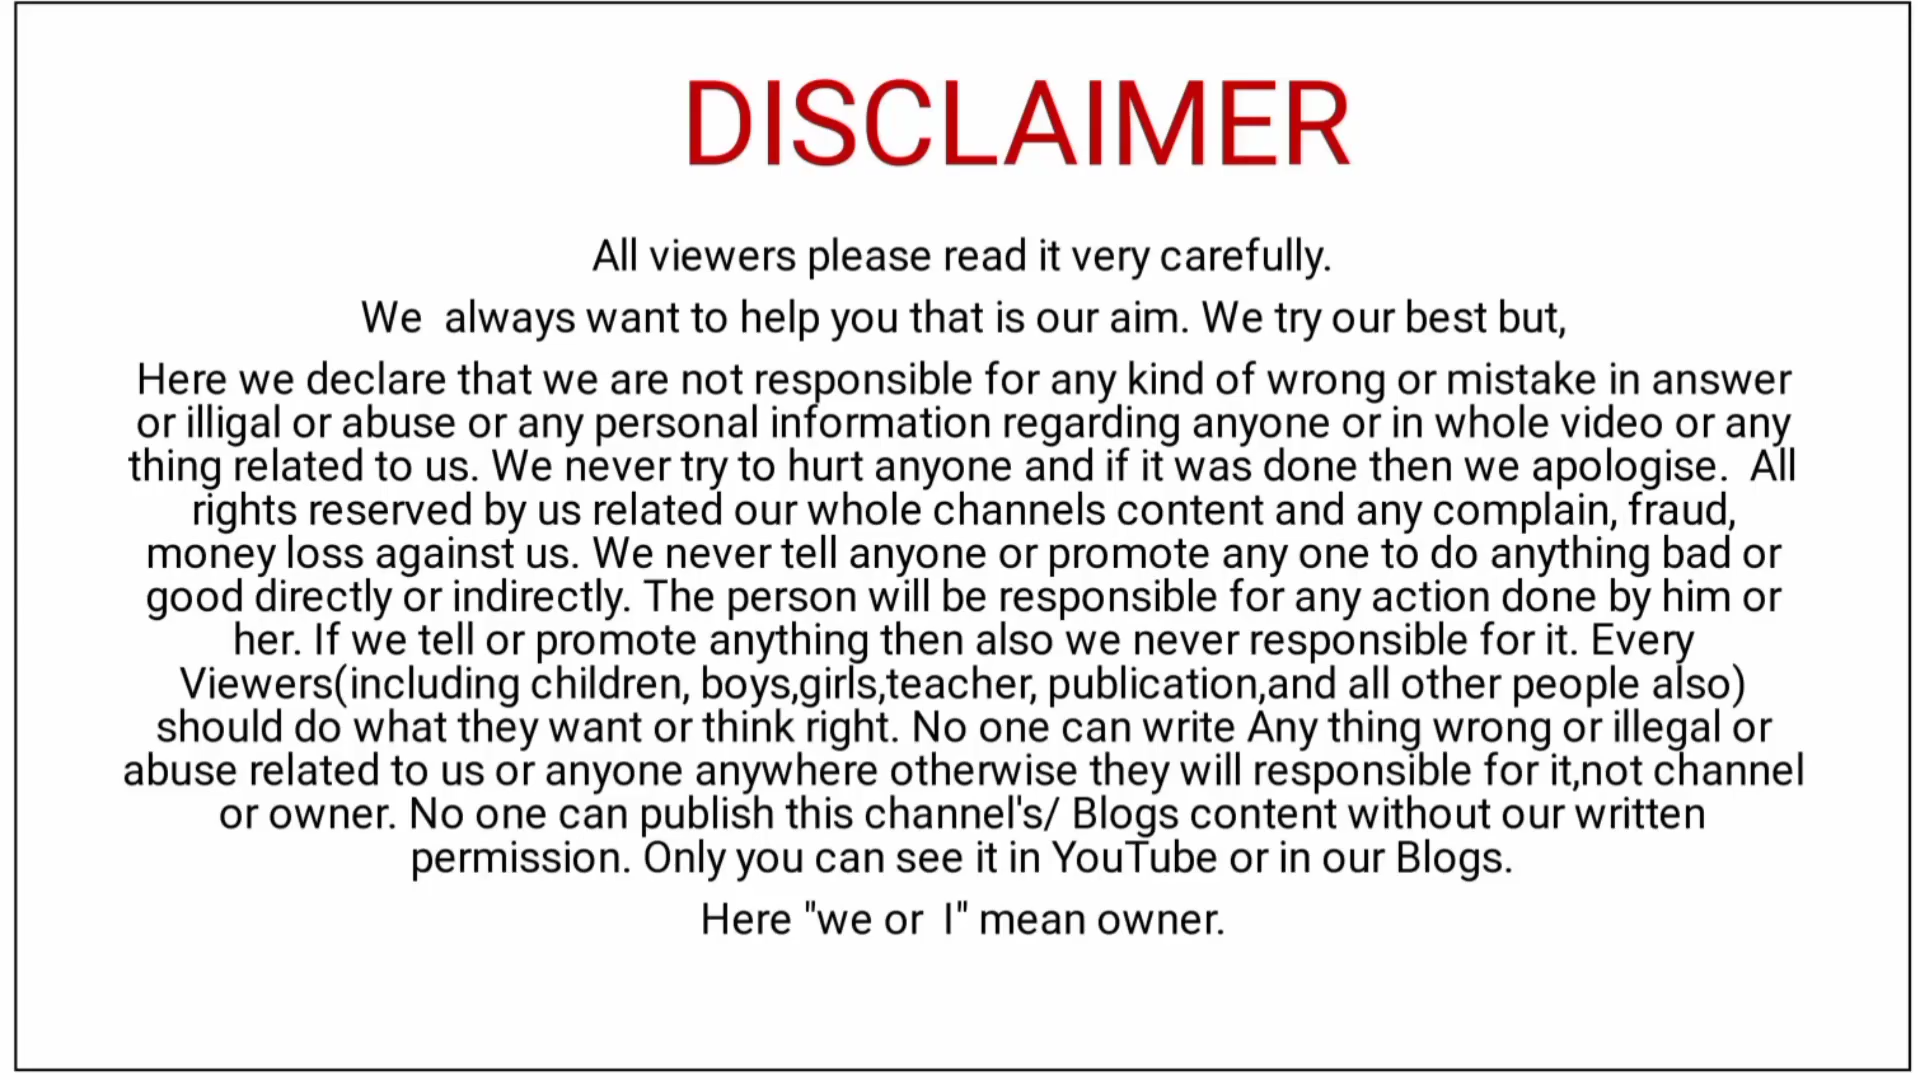 DISCLAIMER
All viewers please read it very carefully.
We  always want to help you that is our aim. We try our best but,
Here we declare that we are not responsible for any kind of wrong or mistake in answer
or illigal or abuse or any personal information regarding anyone or in whole video or any
thing related to us. We never try to hurt anyone and if it was done then we apologise.  All
rights reserved by us related our whole channels content and any complain, fraud,
money loss against us. We never tell anyone or promote any one to do anything bad or
good directly or indirectly. The person will be responsible for any action done by him or
her. If we tell or promote anything then also we never responsible for it. Every
Viewers(including children, boys,girls,teacher, publication,and all other people also)
should do what they want or think right. No one can write Any thing wrong or illegal or
abuse related to us or anyone anywhere otherwise they will responsible for it,not channel
or owner. No one can publish this channel's/ Blogs content without our written
permission. Only you can see it in YouTube or in our Blogs.
Here "we or  I" mean owner.